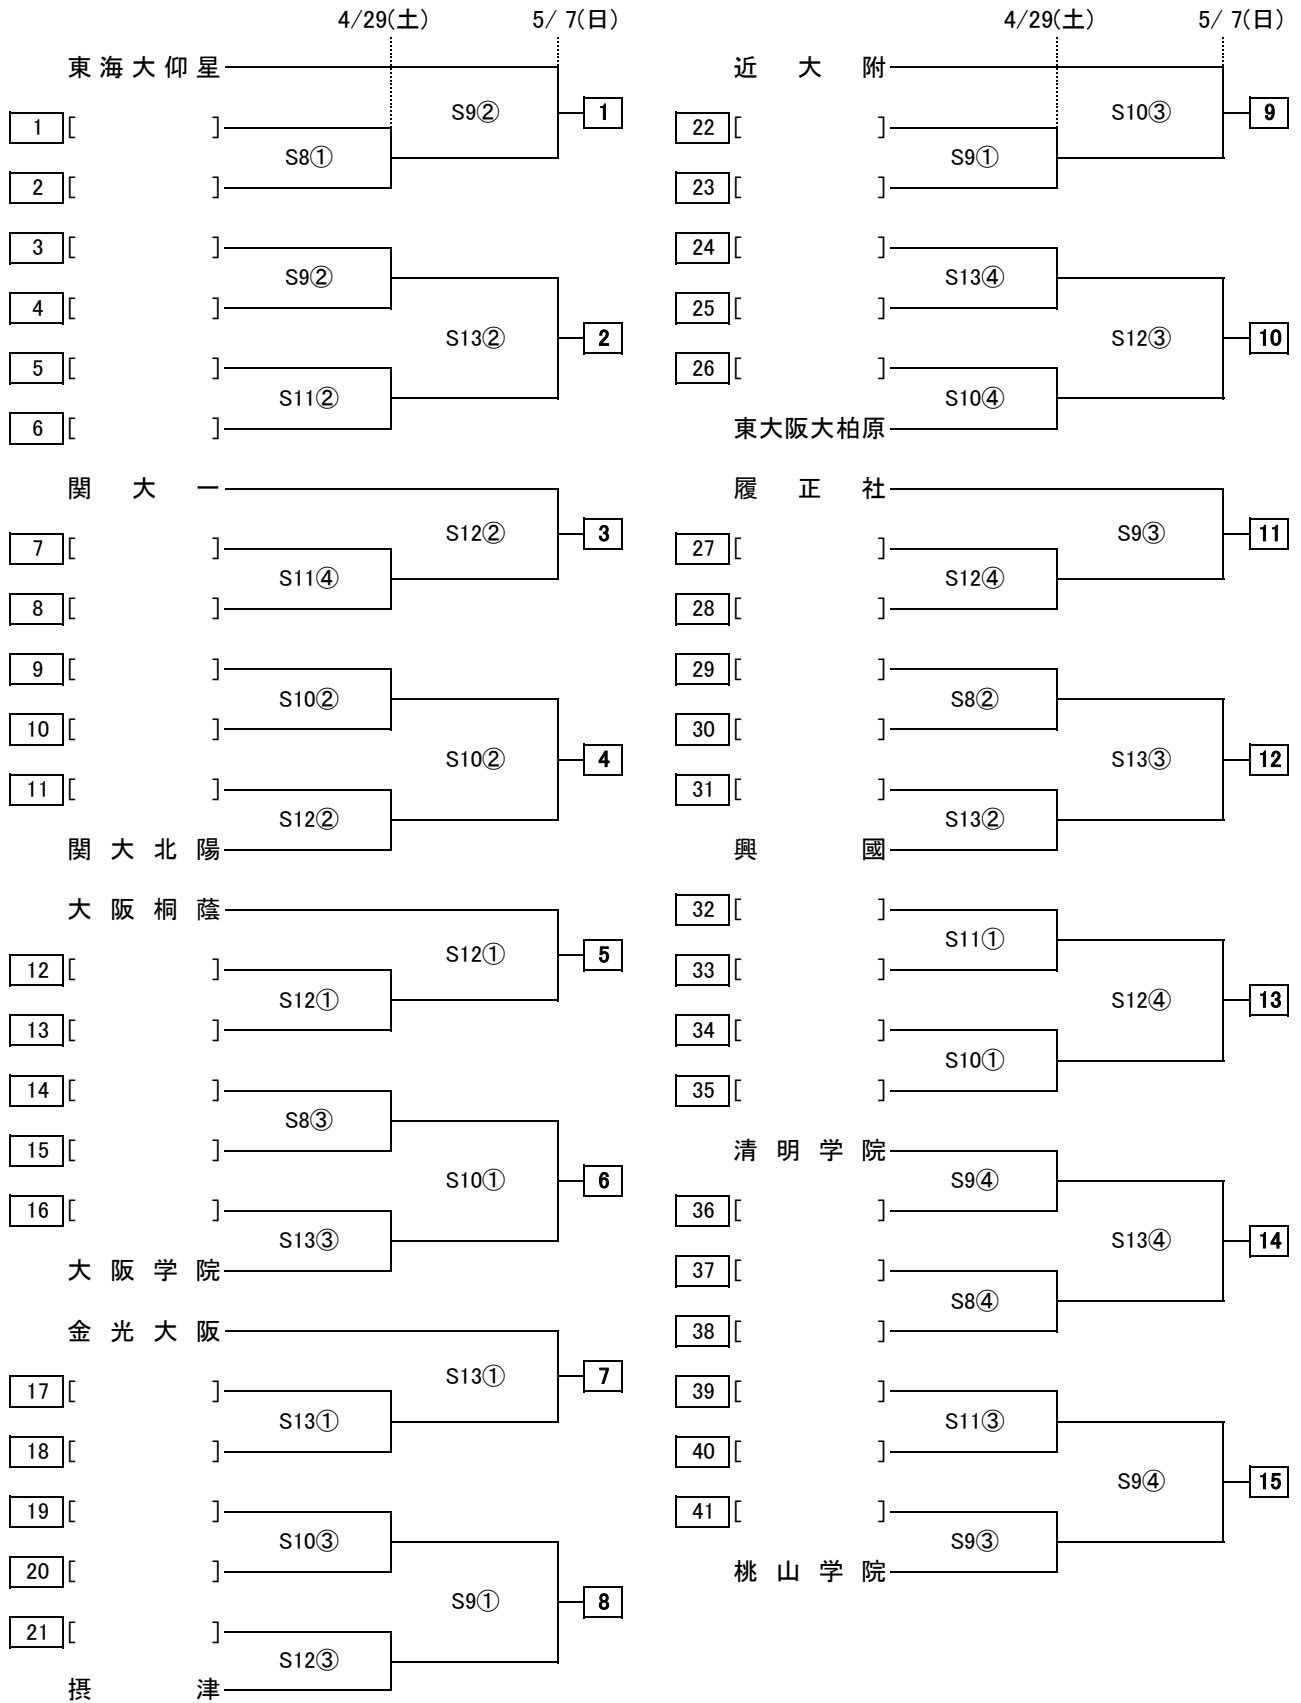 4/29(土) 5/ 7(日)
東海大仰星
S9② 1
1 [ ]
S8①
2 [ ]
3 [ ]
S9②
4 [ ]
S13② 2
5 [ ]
S11②
6 [ ]
関大一
S12② 3
7 [ ]
S11④
8 [ ]
9 [ ]
S10②
10 [ ]
S10② 4
11 [ ]
S12②
関大北陽
大阪桐蔭
S12① 5
12 [ ]
S12①
13 [ ]
14 [ ]
S8③
15 [ ]
S10① 6
16 [ ]
S13③
大阪学院
金光大阪
S13① 7
17 [ ]
S13①
18 [ ]
19 [ ]
S10③
20 [ ]
S9① 8
21 [ ]
S12③
摂津
4/29(土) 5/ 7(日)
近大附
S10③ 9
22 [ ]
S9①
23 [ ]
24 [ ]
S13④
25 [ ]
S12③ 10
26 [ ]
S10④
東大阪大柏原
履正社
S9③ 11
27 [ ]
S12④
28 [ ]
29 [ ]
S8②
30 [ ]
S13③ 12
31 [ ]
S13②
興國
32 [ ]
S11①
33 [ ]
S12④ 13
34 [ ]
S10①
35 [ ]
清明学院
S9④
36 [ ]
S13④ 14
37 [ ]
S8④
38 [ ]
39 [ ]
S11③
40 [ ]
S9④ 15
41 [ ]
S9③
桃山学院